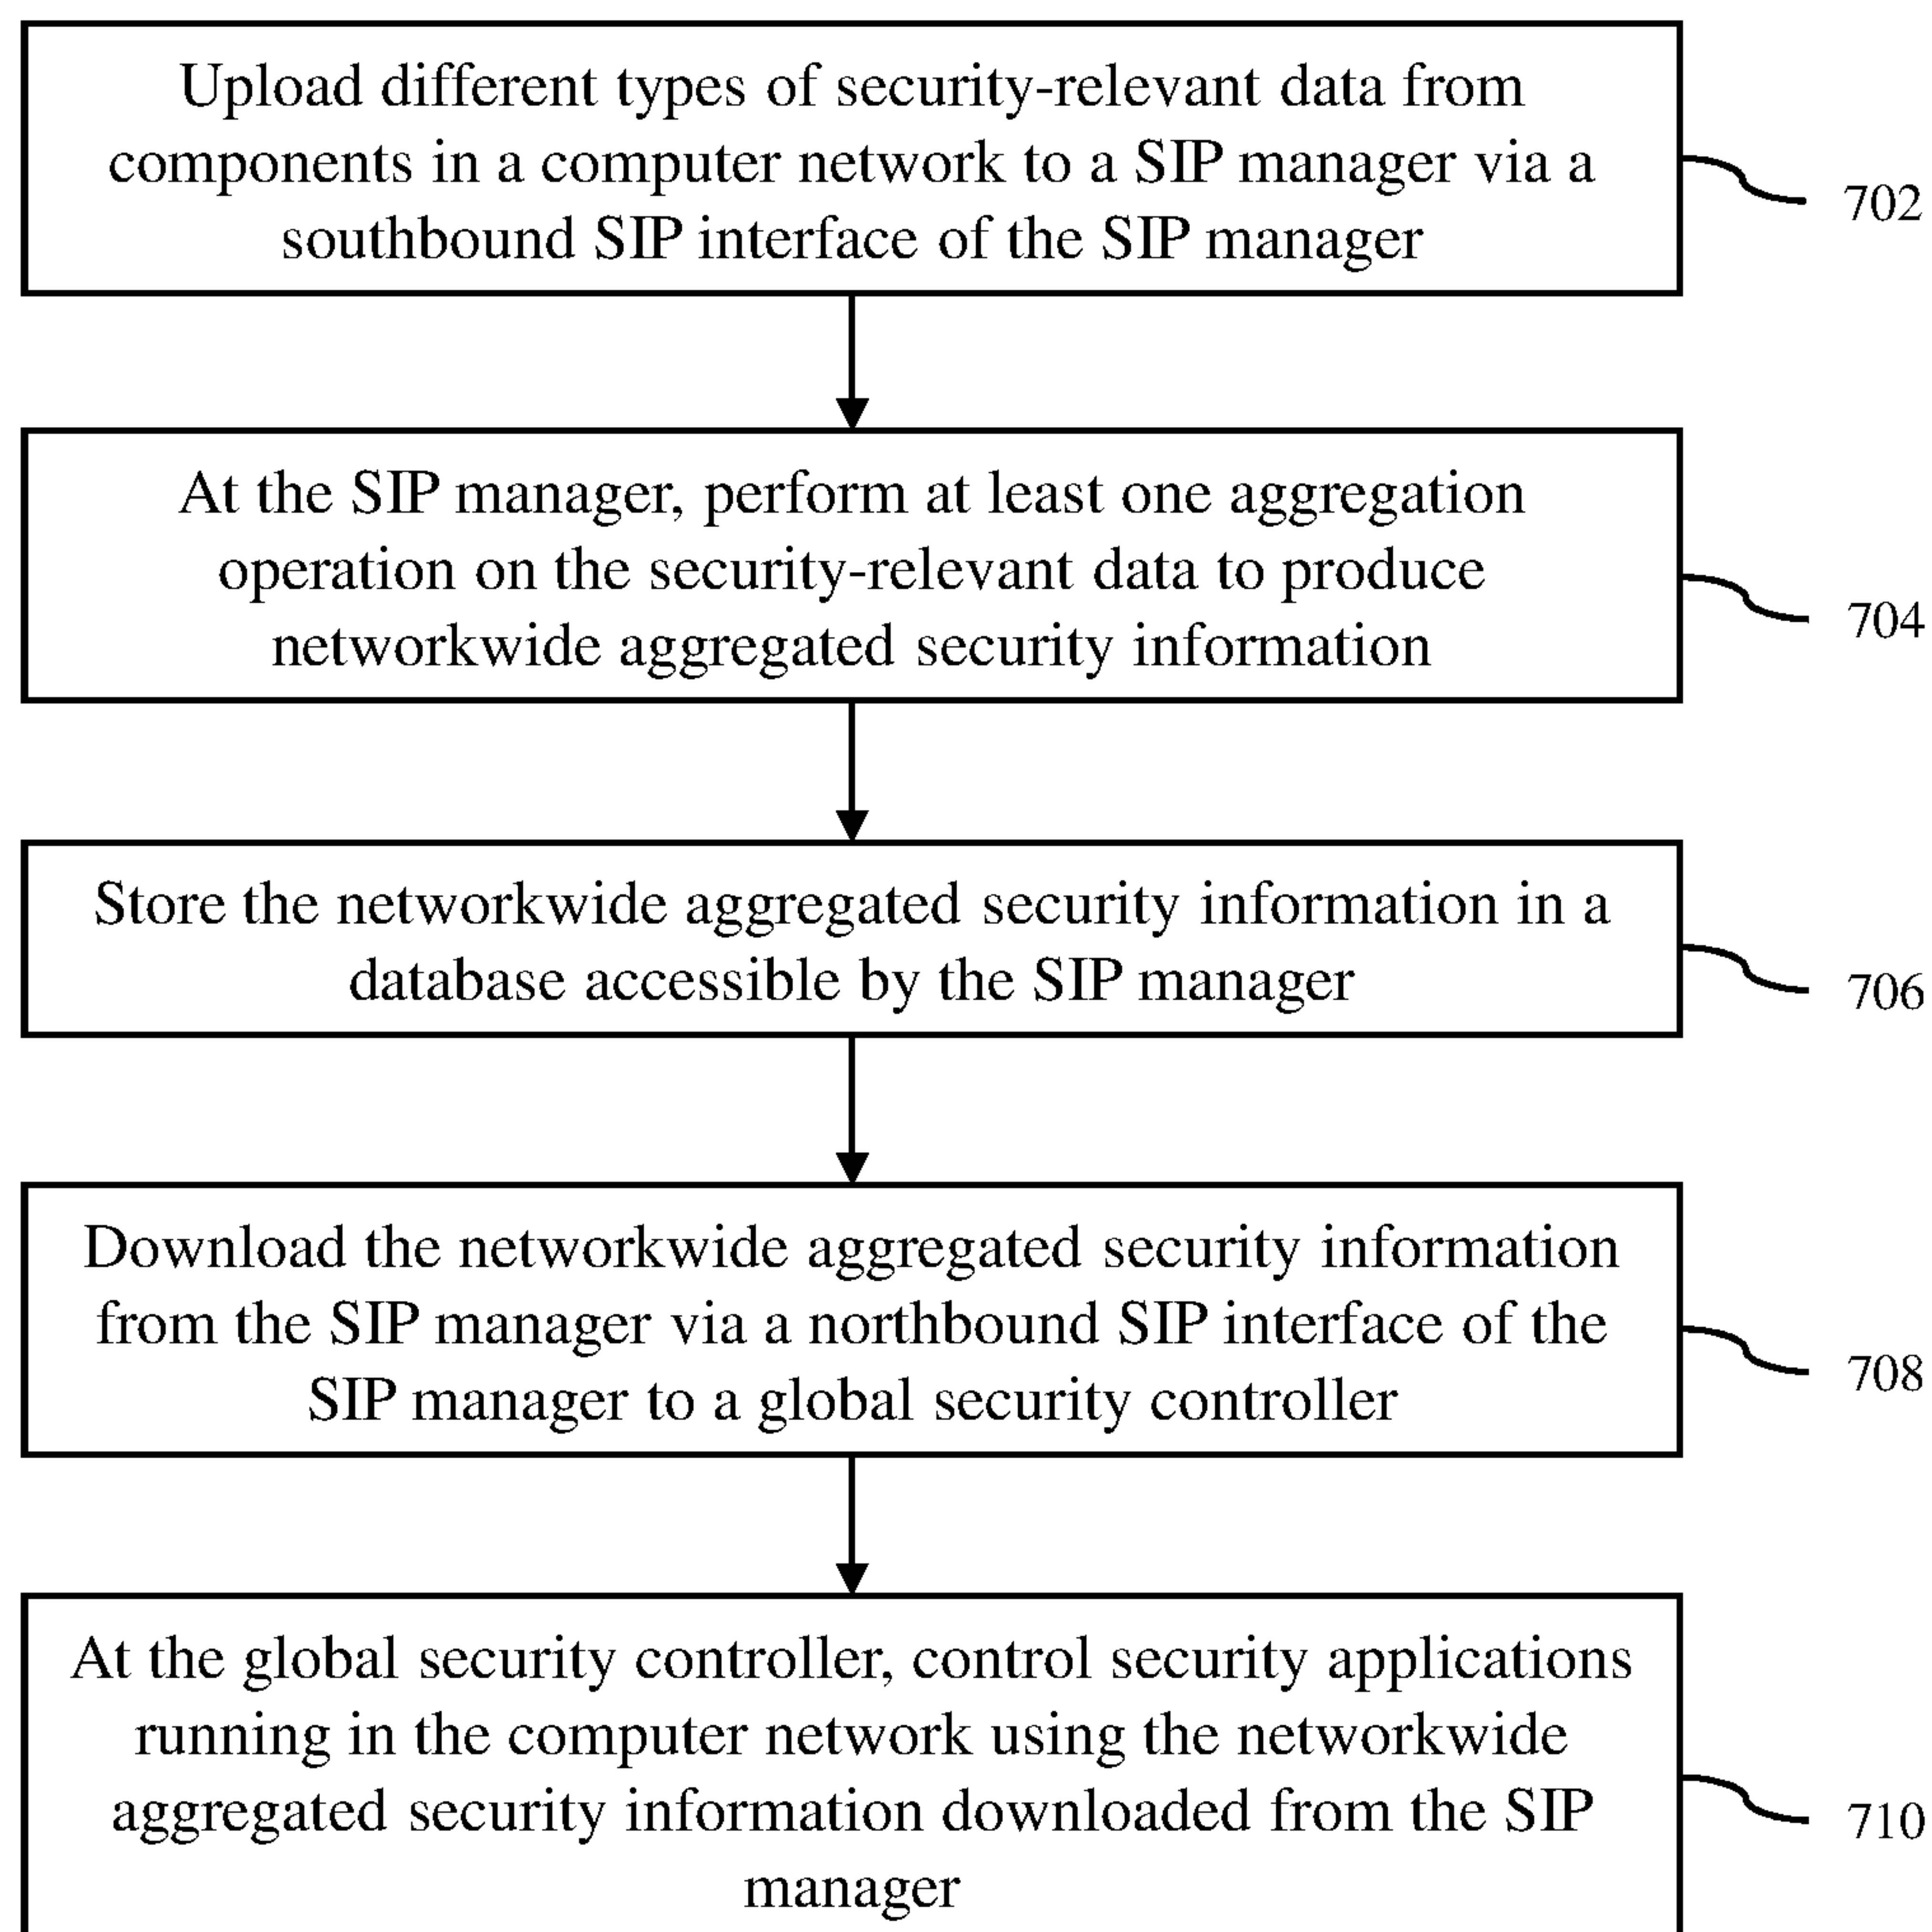 Upload different types of security-relevant data from
components in a computer network to a SIP manager via a
southbound SIP interface of the SIP manager
702
At the SIP manager, perform at least one aggregation
operation on the security-relevant data to produce
networkwide aggregated security information
704
Store the networkwide aggregated security information in a
database accessible by the SIP manager
706
Download the networkwide aggregated security information
from the SIP manager via a northbound SIP interface of the
SIP manager to a global security controller
708
At the global security controller, control security applications
running in the computer network using the networkwide
aggregated security information downloaded from the SIP
manager
710